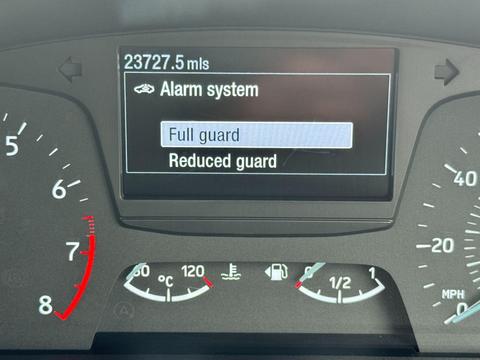 23727.5 mls
Alarm system
Full guard
Reduced guard
5
6
7
8
40
20
MPH
0
60 °C 120
0 1/2 1
A